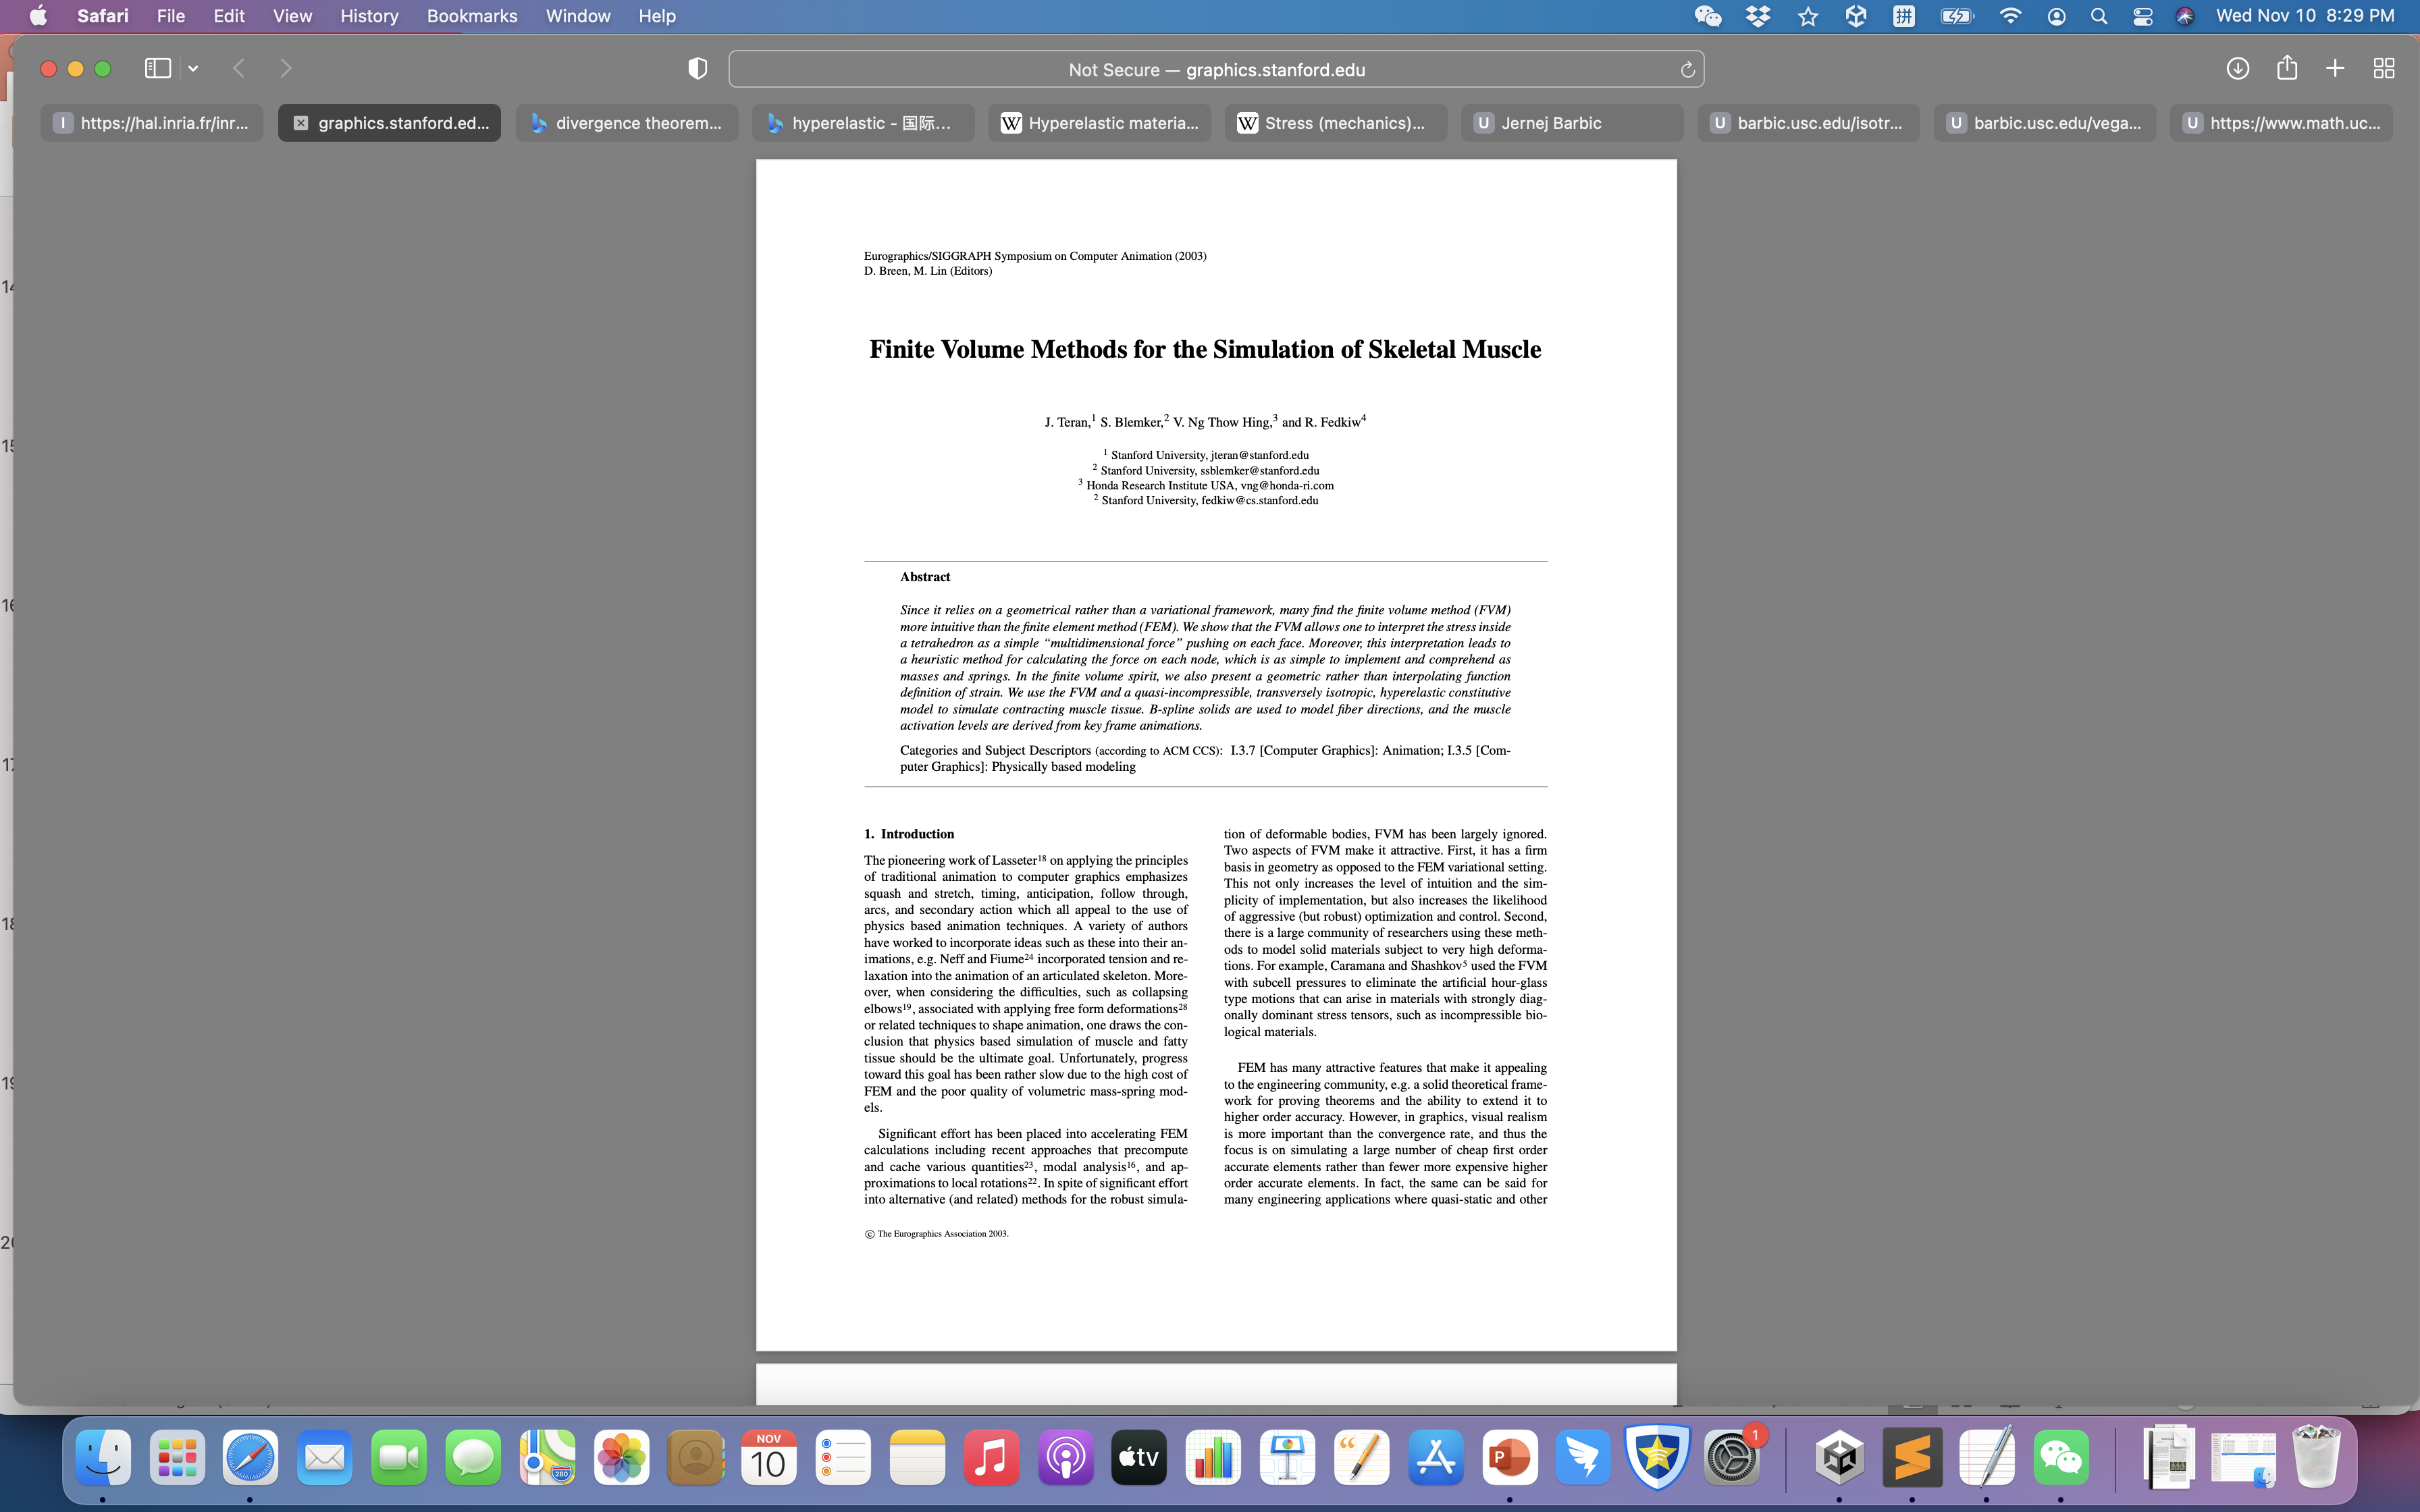 Safari File Edit View History Bookmarks Window Help
拼
Wed Nov 10 8:29 PM
Not Secure — graphics.stanford.edu
I https://hal.inria.fr/inr...
graphics.stanford.ed...
divergence theorem...
hyperelastic - 国际...
W Hyperelastic materia...
W Stress (mechanics)...
U Jernej Barbic
U barbic.usc.edu/isotr...
U barbic.usc.edu/vega...
U https://www.math.uc...
Eurographics/SIGGRAPH Symposium on Computer Animation (2003)
D. Breen, M. Lin (Editors)
Finite Volume Methods for the Simulation of Skeletal Muscle
J. Teran,1 S. Blemker,2 V. Ng Thow Hing,3 and R. Fedkiw4
1 Stanford University, jteran@stanford.edu
2 Stanford University, ssblemker@stanford.edu
3 Honda Research Institute USA, vng@honda-ri.com
2 Stanford University, fedkiw@cs.stanford.edu
Abstract
Since it relies on a geometrical rather than a variational framework, many find the finite volume method (FVM)
more intuitive than the finite element method (FEM). We show that the FVM allows one to interpret the stress inside
a tetrahedron as a simple “multidimensional force” pushing on each face. Moreover, this interpretation leads to
a heuristic method for calculating the force on each node, which is as simple to implement and comprehend as
masses and springs. In the finite volume spirit, we also present a geometric rather than interpolating function
definition of strain. We use the FVM and a quasi-incompressible, transversely isotropic, hyperelastic constitutive
model to simulate contracting muscle tissue. B-spline solids are used to model fiber directions, and the muscle
activation levels are derived from key frame animations.
Categories and Subject Descriptors (according to ACM CCS): I.3.7 [Computer Graphics]: Animation; I.3.5 [Com-
puter Graphics]: Physically based modeling
1. Introduction
The pioneering work of Lasseter18 on applying the principles
of traditional animation to computer graphics emphasizes
squash and stretch, timing, anticipation, follow through,
arcs, and secondary action which all appeal to the use of
physics based animation techniques. A variety of authors
have worked to incorporate ideas such as these into their an-
imations, e.g. Neff and Fiume24 incorporated tension and re-
laxation into the animation of an articulated skeleton. More-
over, when considering the difficulties, such as collapsing
elbows19, associated with applying free form deformations28
or related techniques to shape animation, one draws the con-
clusion that physics based simulation of muscle and fatty
tissue should be the ultimate goal. Unfortunately, progress
toward this goal has been rather slow due to the high cost of
FEM and the poor quality of volumetric mass-spring mod-
els.
Significant effort has been placed into accelerating FEM
calculations including recent approaches that precompute
and cache various quantities23, modal analysis16, and ap-
proximations to local rotations22. In spite of significant effort
into alternative (and related) methods for the robust simula-
tion of deformable bodies, FVM has been largely ignored.
Two aspects of FVM make it attractive. First, it has a firm
basis in geometry as opposed to the FEM variational setting.
This not only increases the level of intuition and the sim-
plicity of implementation, but also increases the likelihood
of aggressive (but robust) optimization and control. Second,
there is a large community of researchers using these meth-
ods to model solid materials subject to very high deforma-
tions. For example, Caramana and Shashkov5 used the FVM
with subcell pressures to eliminate the artificial hour-glass
type motions that can arise in materials with strongly diag-
onally dominant stress tensors, such as incompressible bio-
logical materials.
FEM has many attractive features that make it appealing
to the engineering community, e.g. a solid theoretical frame-
work for proving theorems and the ability to extend it to
higher order accuracy. However, in graphics, visual realism
is more important than the convergence rate, and thus the
focus is on simulating a large number of cheap first order
accurate elements rather than fewer more expensive higher
order accurate elements. In fact, the same can be said for
many engineering applications where quasi-static and other
© The Eurographics Association 2003.
14
15
16
17
18
19
280
NOV
10
tv
P
1